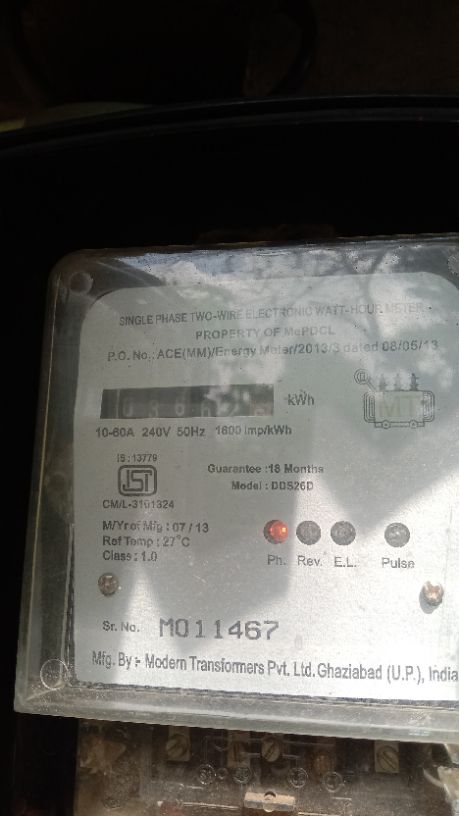 SINGLE PHASE TWO-WIRE ELECTRONIC WATT-HOUR METER
PROPERTY OF MePDCL
P.O. No.: ACE(MM)/Energy Meter/2013/3 dated 08/05/13
kWh
10-60A 240V 50Hz 1600 Imp/kWh
MT
IS : 13779
Guarantee : 18 Months
Model : DDS26D
CM/L-3101324
M/Yr of Mfg : 07 / 13
Ref Temp : 27°C
Class : 1.0
Ph. Rev. E.L. Pulse
Sr. No. M011467
Mfg. By :- Modern Transformers Pvt. Ltd. Ghaziabad (U.P.), India